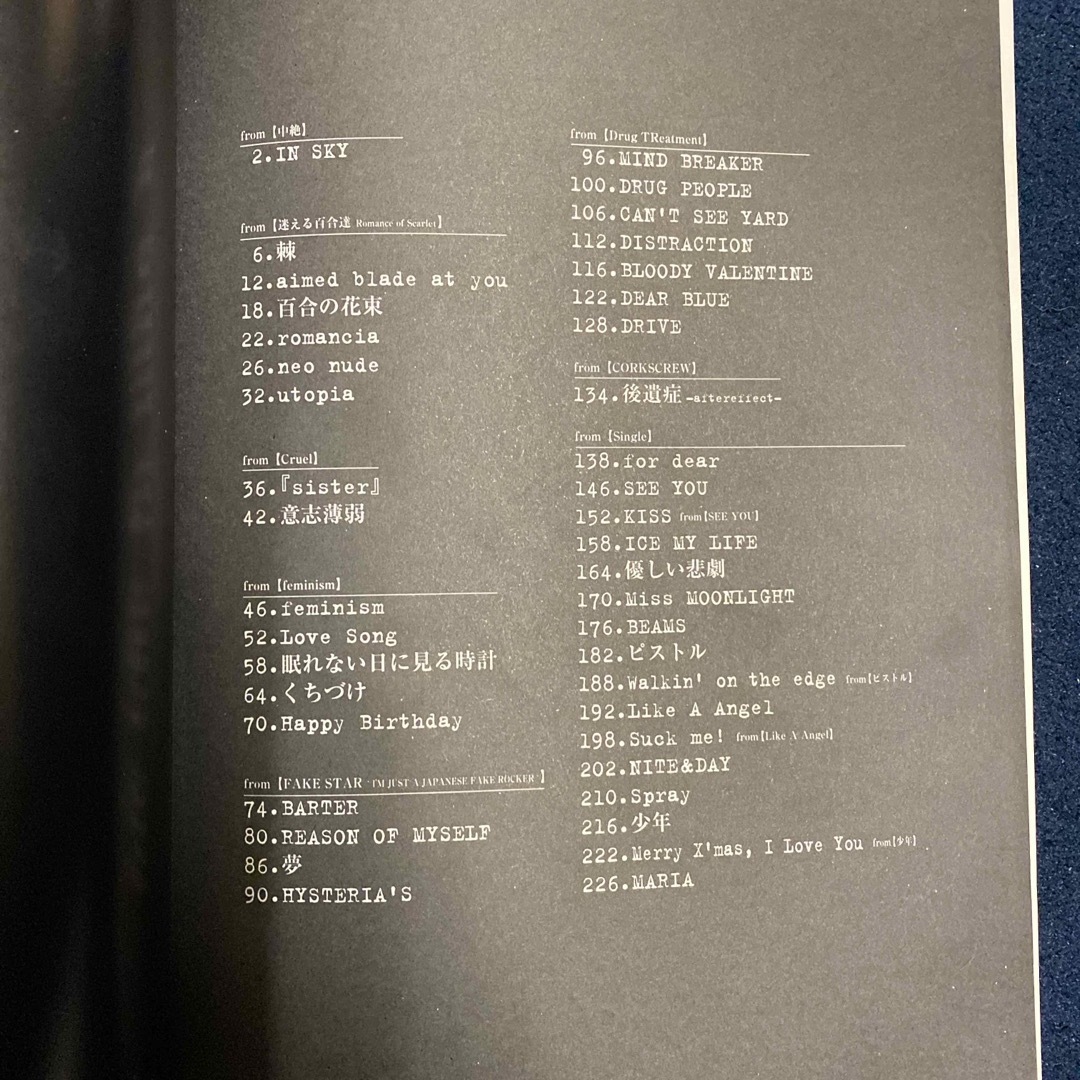 from【中絶】
2.IN SKY
from【迷える百合達 Romance of Scarlet】
6.棘
12.aimed blade at you
18.百合の花束
22.romancia
26.neo nude
32.utopia
from【Cruel】
36.『sister』
42.意志薄弱
from【feminism】
46.feminism
52.Love Song
58.眠れない日に見る時計
64.くちづけ
70.Happy Birthday
from【FAKE STAR -I'M JUST A JAPANESE FAKE ROCKER-】
74.BARTER
80.REASON OF MYSELF
86.夢
90.HYSTERIA'S
from【Drug TReatment】
96.MIND BREAKER
100.DRUG PEOPLE
106.CAN'T SEE YARD
112.DISTRACTION
116.BLOODY VALENTINE
122.DEAR BLUE
128.DRIVE
from【CORKSCREW】
134.後遺症-aftereffect-
from【Single】
138.for dear
146.SEE YOU
152.KISS from【SEE YOU】
158.ICE MY LIFE
164.優しい悲劇
170.Miss MOONLIGHT
176.BEAMS
182.ピストル
188.Walkin' on the edge from【ピストル】
192.Like A Angel
198.Suck me! from【Like A Angel】
202.NITE&DAY
210.Spray
216.少年
222.Merry X'mas, I Love You from【少年】
226.MARIA